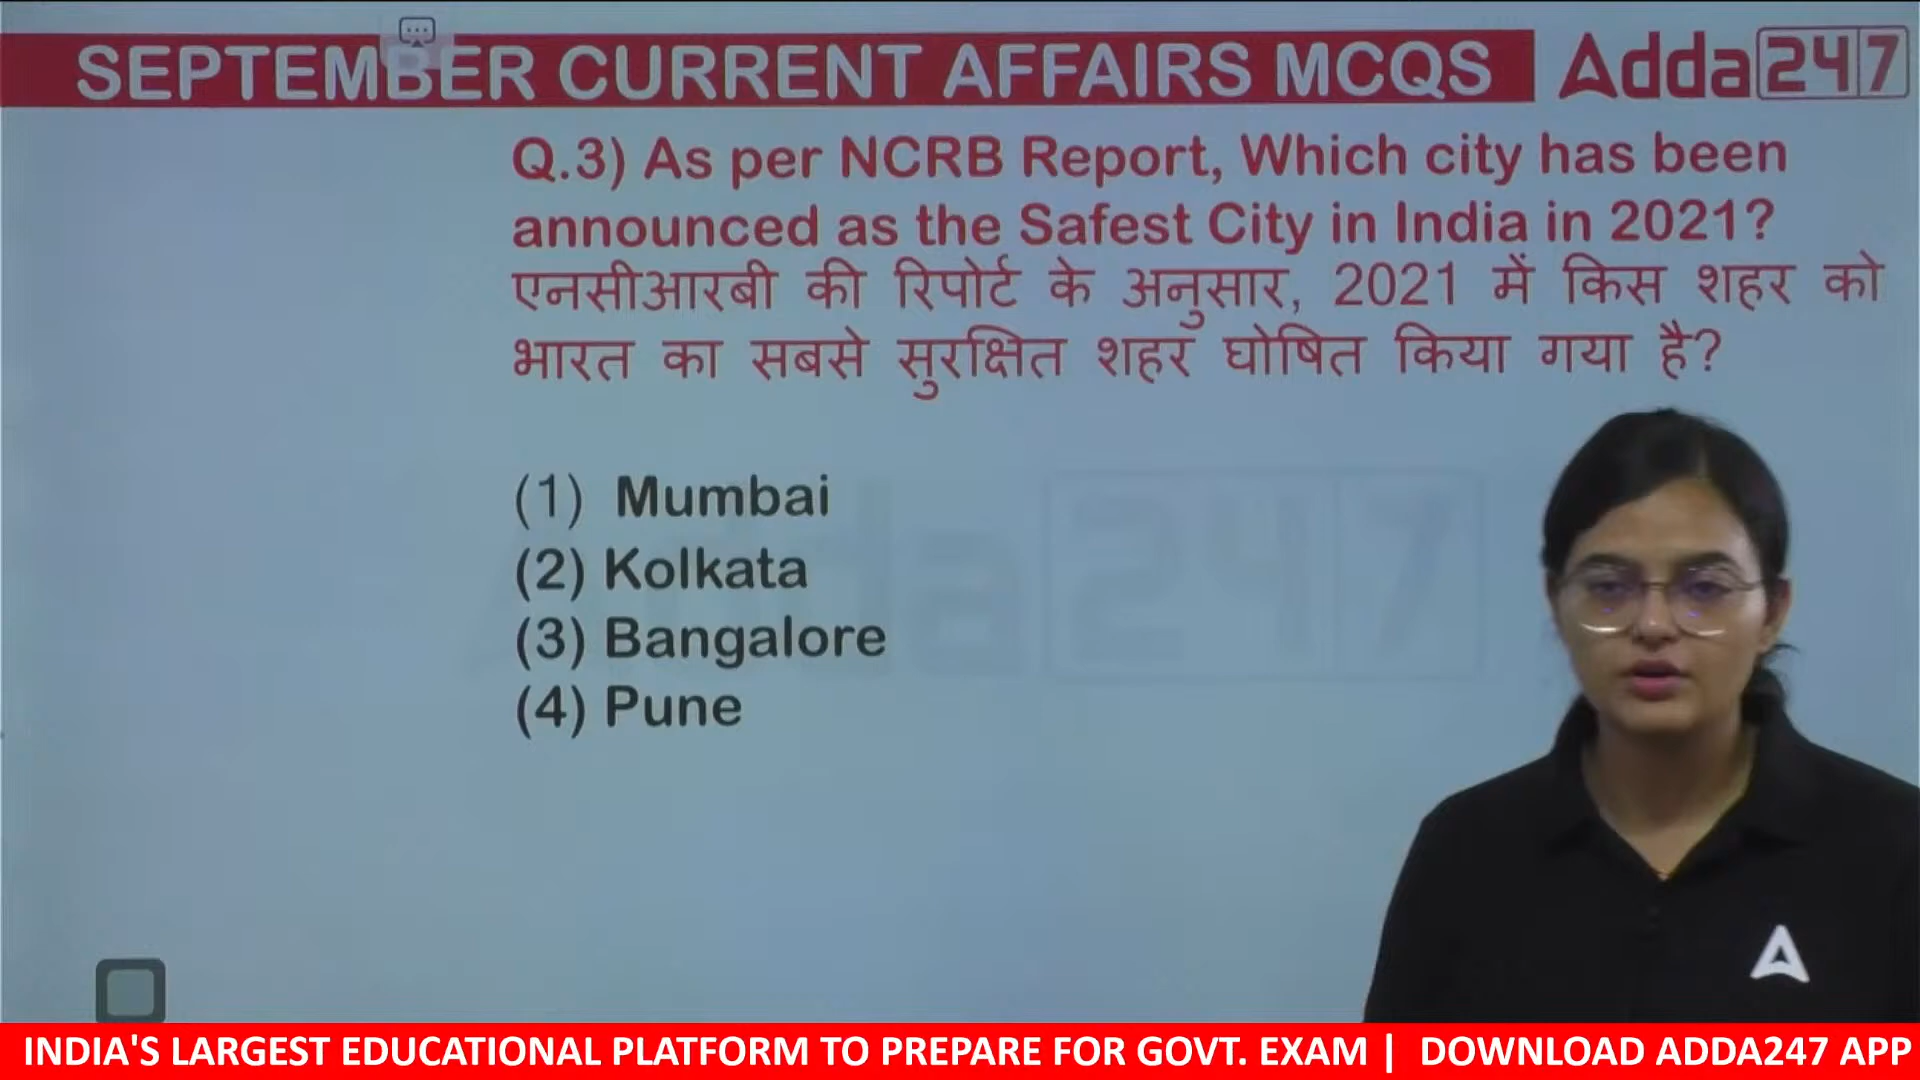 SEPTEMBER CURRENT AFFAIRS MCQS
Adda247
Q.3) As per NCRB Report, Which city has been
announced as the Safest City in India in 2021?
एनसीआरबी की रिपोर्ट के अनुसार, 2021 में किस शहर को
भारत का सबसे सुरक्षित शहर घोषित किया गया है?
(1) Mumbai
(2) Kolkata
(3) Bangalore
(4) Pune
Adda247
INDIA'S LARGEST EDUCATIONAL PLATFORM TO PREPARE FOR GOVT. EXAM | DOWNLOAD ADDA247 APP